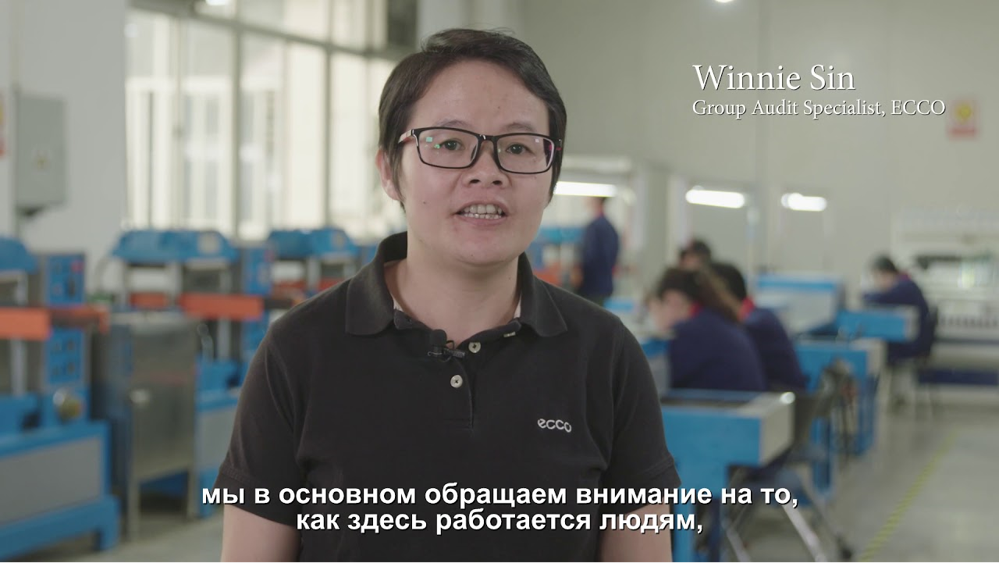 Winnie Sin
Group Audit Specialist, ECCO
ecco
мы в основном обращаем внимание на то,
как здесь работается людям,